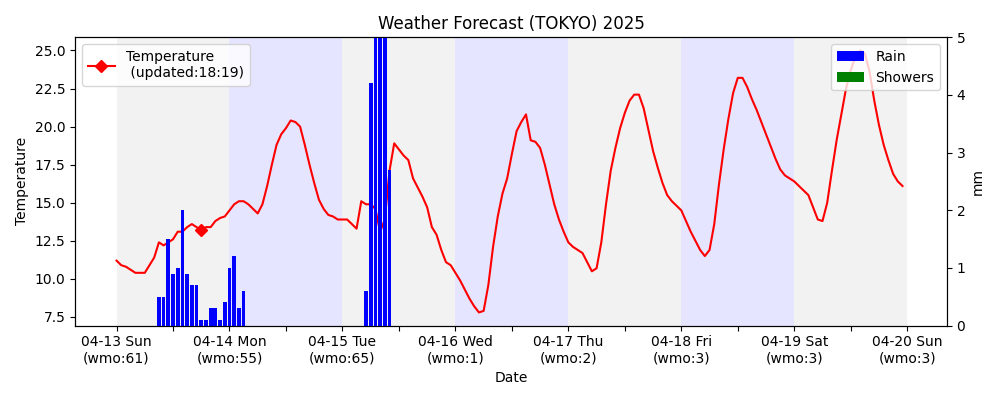 Weather Forecast (TOKYO) 2025
Temperature
(updated:18:19)
Rain
Showers
Temperature
25.0
22.5
20.0
17.5
15.0
12.5
10.0
7.5
5
4
3
2
1
0
mm
04-13 Sun
(wmo:61)
04-14 Mon
(wmo:55)
04-15 Tue
(wmo:65)
04-16 Wed
(wmo:1)
04-17 Thu
(wmo:2)
04-18 Fri
(wmo:3)
04-19 Sat
(wmo:3)
04-20 Sun
(wmo:3)
Date